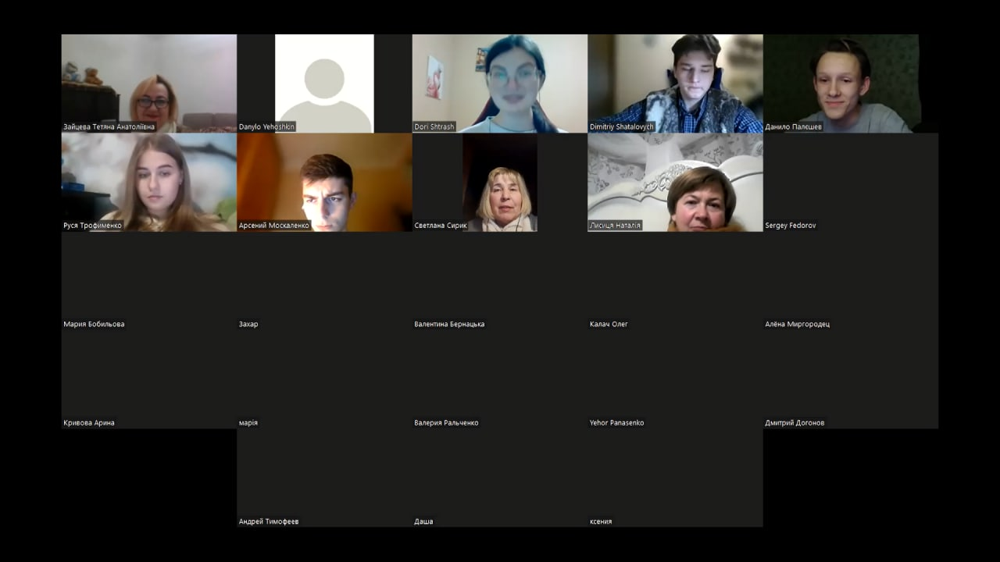 Зайцева Тетяна Анатоліївна
Danylo Yehoshkin
Dori Shtrash
Dimitriy Shatalovych
Данило Палєшев
Руся Трофименко
Арсений Москаленко
Светлана Сирик
Лисиця Наталія
Sergey Fedorov
Мария Бобильова
Захар
Валентина Бернацька
Калач Олег
Алёна Миргородец
Кривова Арина
марія
Валерия Ральченко
Yehor Panasenko
Дмитрий Догонов
Андрей Тимофеев
Даша
ксения